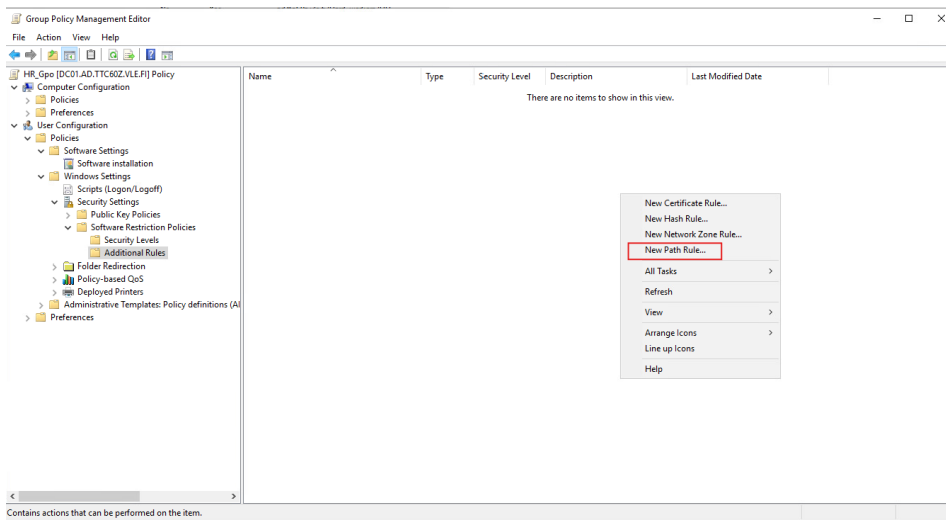 Group Policy Management Editor
File Action View Help
HR_Gpo [DC01.AD.TTC60Z.VLE.FI] Policy
Computer Configuration
Policies
Preferences
User Configuration
Policies
Software Settings
Software installation
Windows Settings
Scripts (Logon/Logoff)
Security Settings
Public Key Policies
Software Restriction Policies
Security Levels
Additional Rules
Folder Redirection
Policy-based QoS
Deployed Printers
Administrative Templates: Policy definitions (Al
Preferences
Name Type Security Level Description Last Modified Date
There are no items to show in this view.
New Certificate Rule...
New Hash Rule...
New Network Zone Rule...
New Path Rule...
All Tasks
Refresh
View
Arrange Icons
Line up Icons
Help
Contains actions that can be performed on the item.